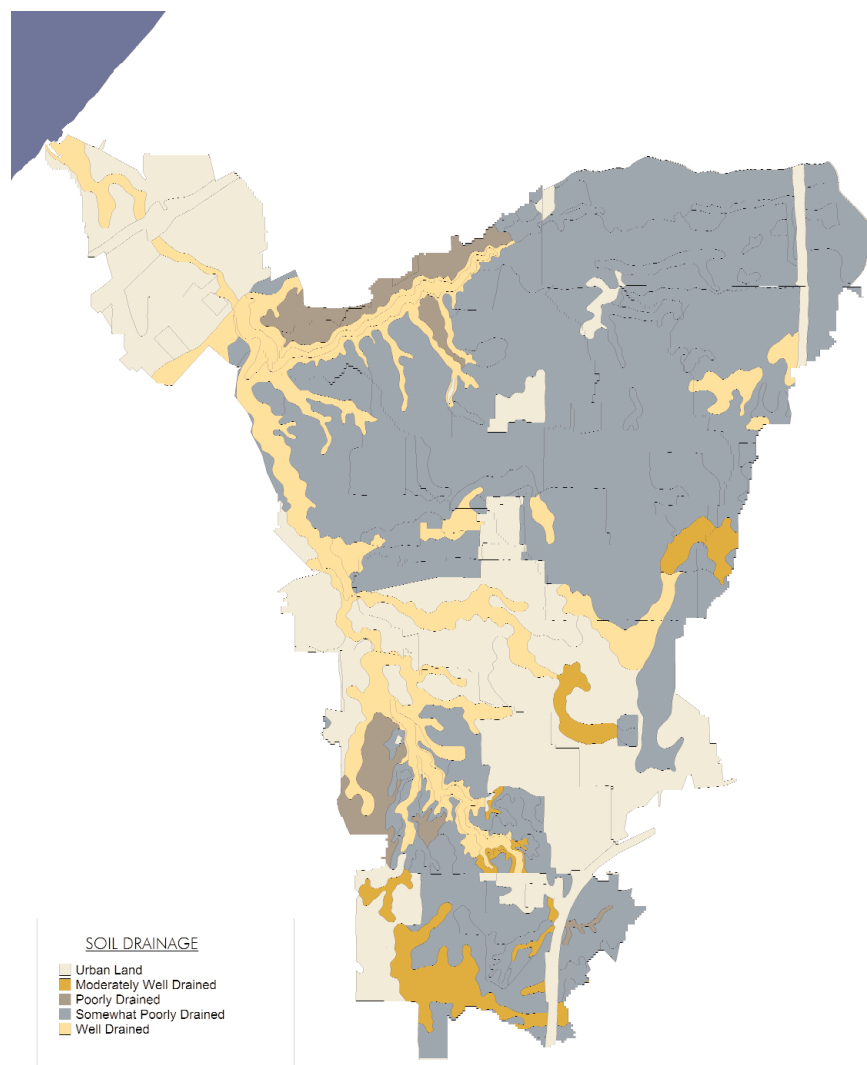 SOIL DRAINAGE
Urban Land
Moderately Well Drained
Poorly Drained
Somewhat Poorly Drained
Well Drained